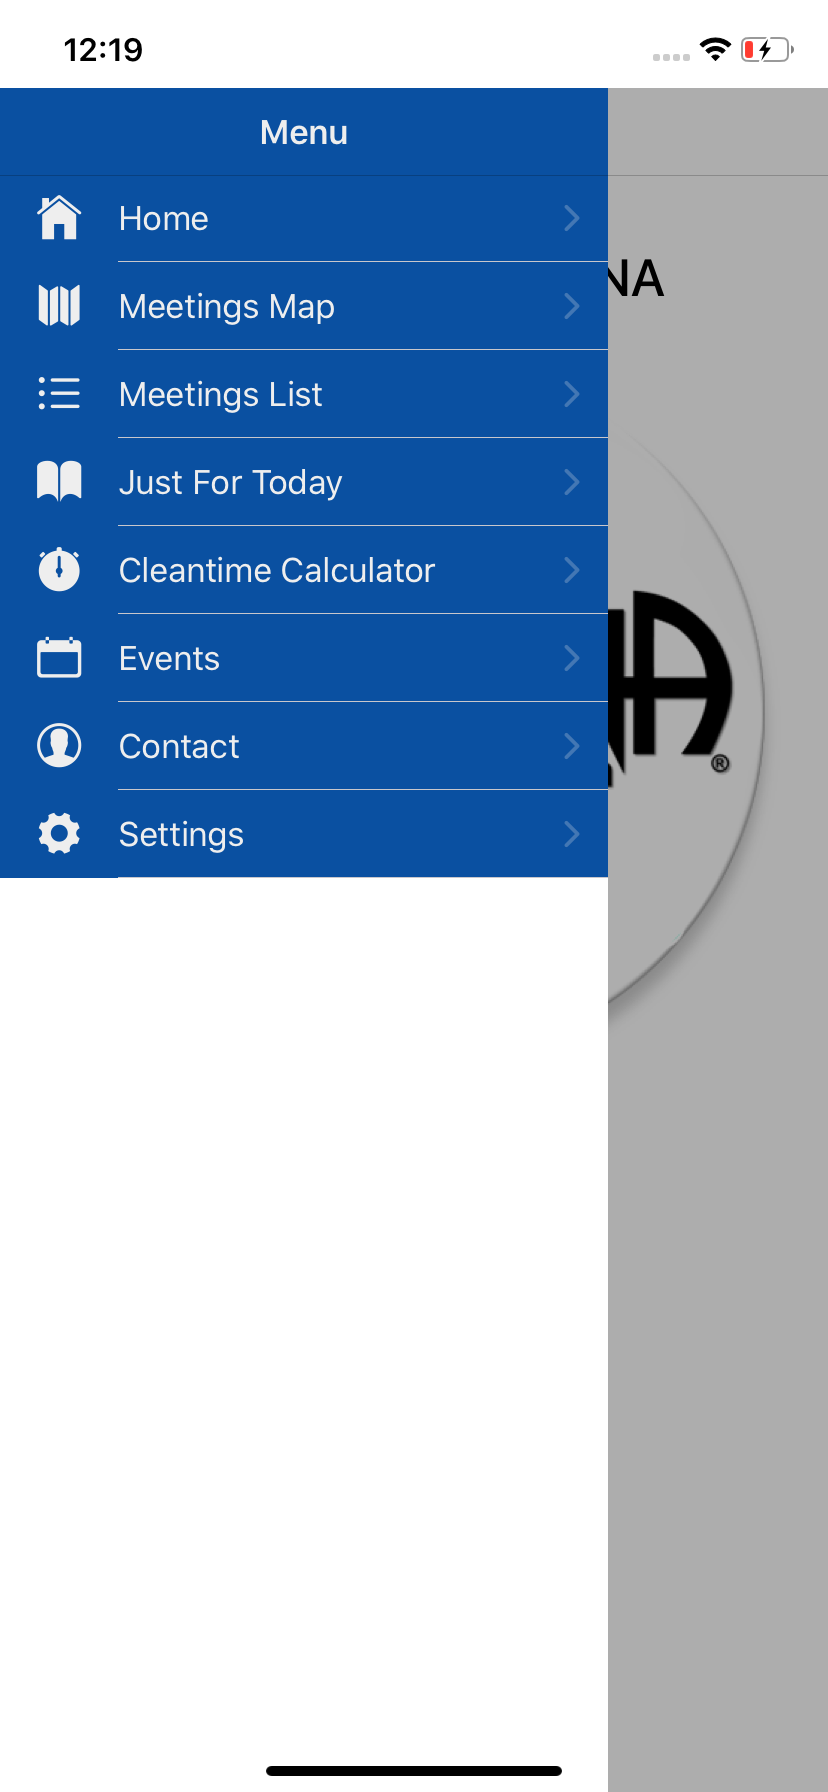 12:19
Menu
Home
NA
Meetings Map
Meetings List
Just For Today
Cleantime Calculator
Events
Contact
®
Settings